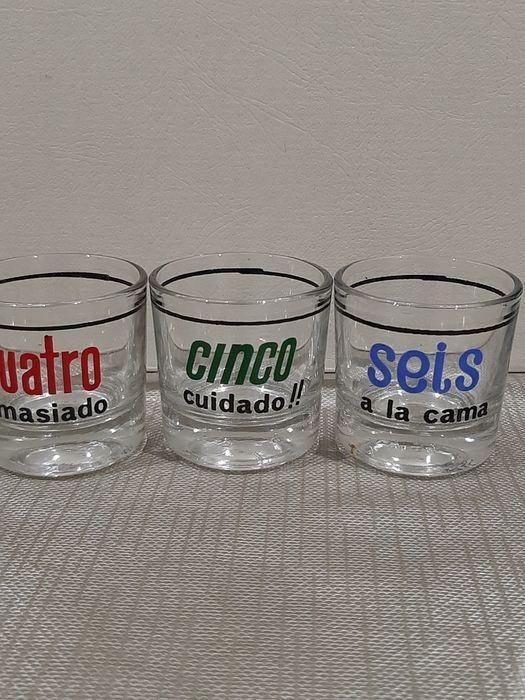 uatro
masiado
cinco
cuidado!!
seis
a la cama